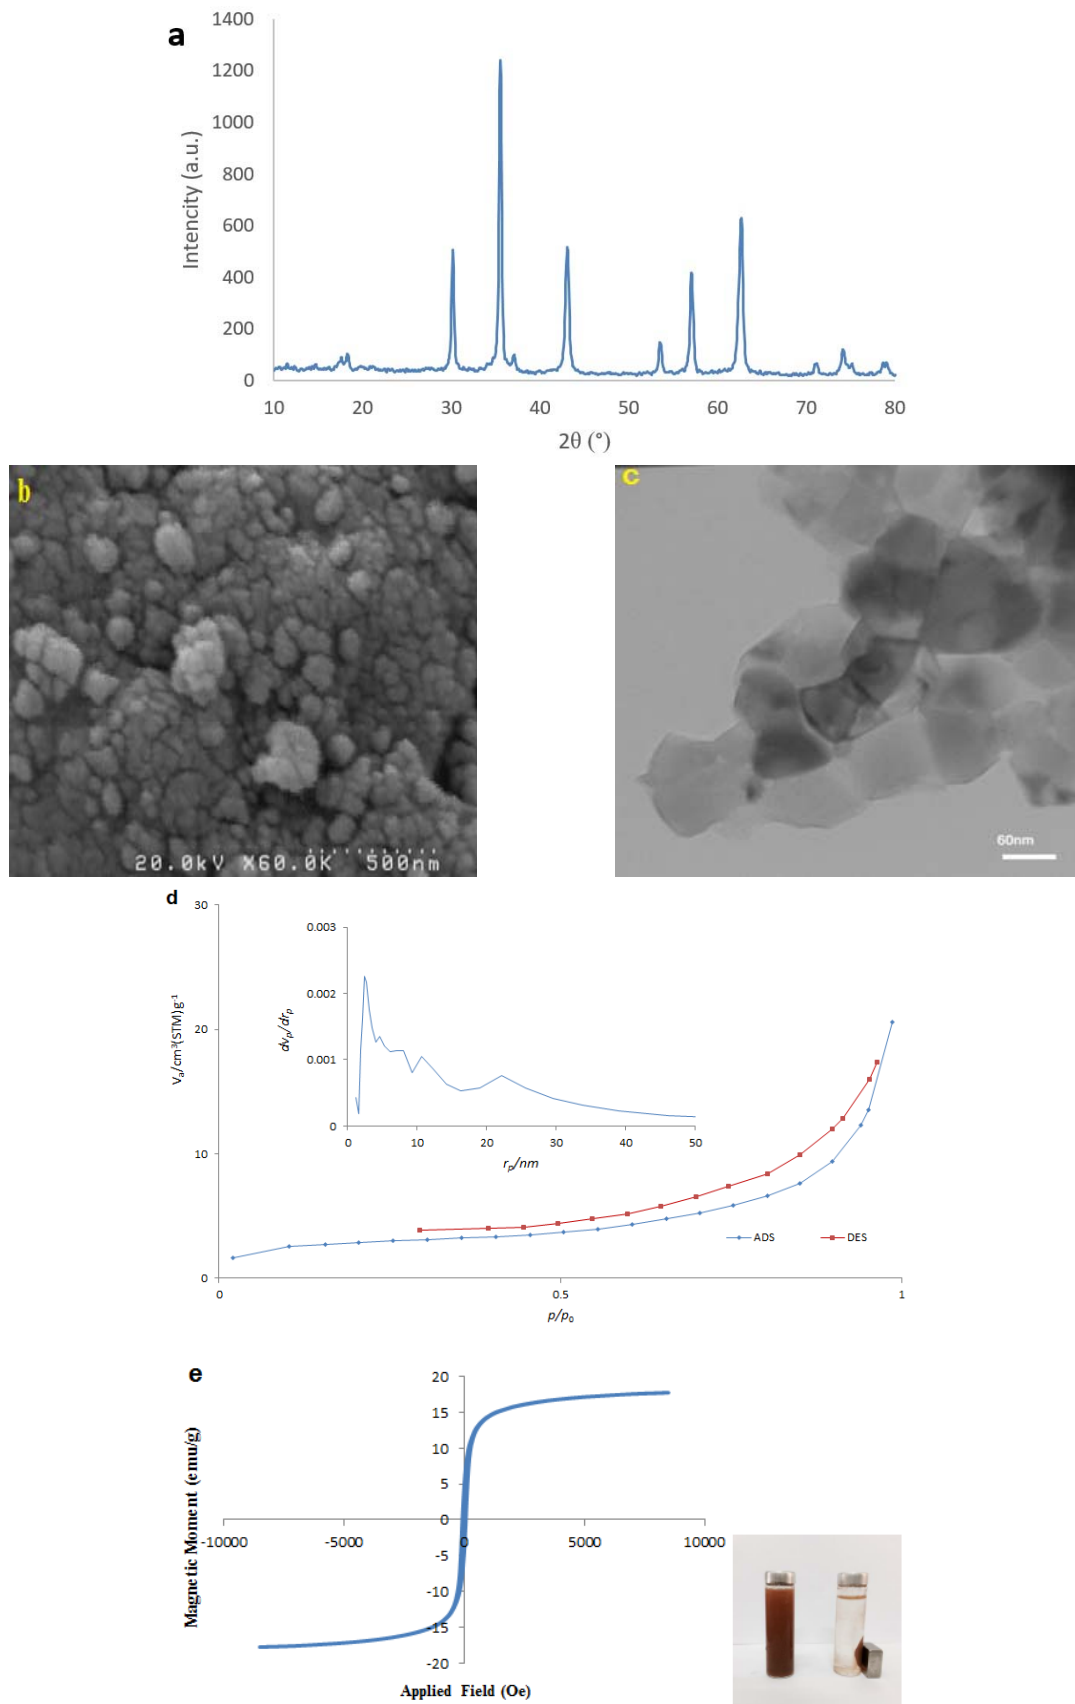 a
Intencity (a.u.)
1400
1200
1000
800
600
400
200
0
10 20 30 40 50 60 70 80
2θ (°)
b
20.0kV X60.0K 500nm
c
60nm
d
Va/cm³(STM)g⁻¹
30
20
10
0
0 0.5 1
p/p₀
dvp/drp
0.003
0.002
0.001
0
0 10 20 30 40 50
rp/nm
ADS DES
e
Magnetic Moment (emu/g)
20
15
10
5
0
-10000 -5000 0 5000 10000
-5
-10
-15
-20
Applied Field (Oe)